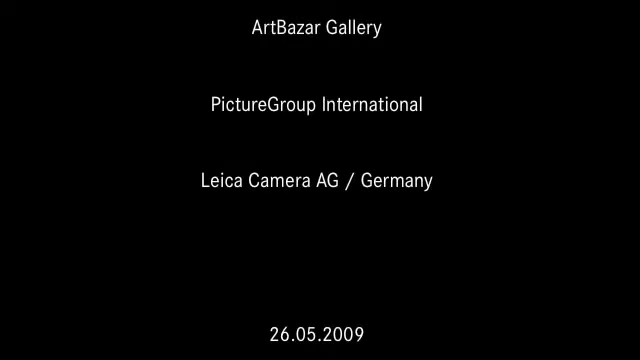 ArtBazar Gallery
PictureGroup International
Leica Camera AG / Germany
26.05.2009